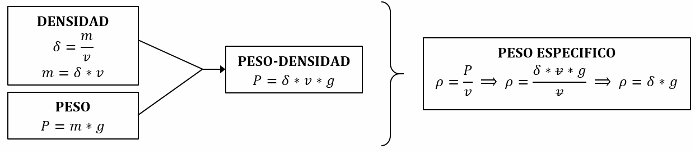 DENSIDAD
δ = m/v
m = δ * v
PESO
P = m * g
PESO-DENSIDAD
P = δ * v * g
PESO ESPECIFICO
ρ = P/v ⟹ ρ = δ * v * g/v ⟹ ρ = δ * g